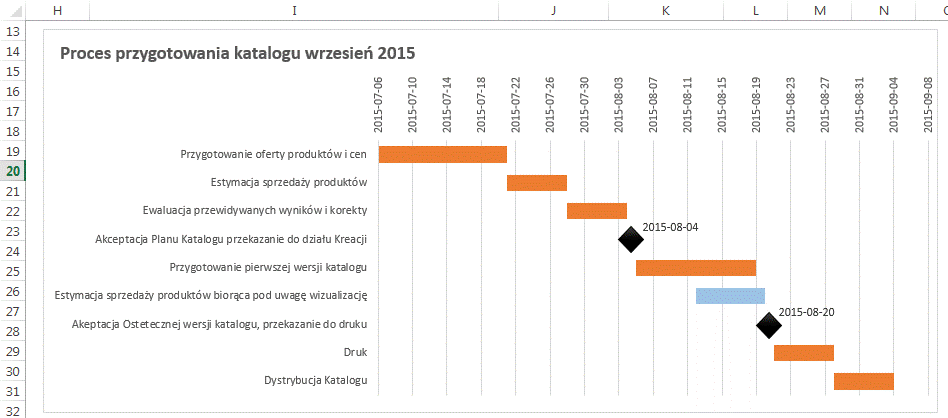 H I J K L M N
13
14
15
16
17
18
19
20
21
22
23
24
25
26
27
28
29
30
31
32
Proces przygotowania katalogu wrzesień 2015
2015-07-06 2015-07-10 2015-07-14 2015-07-18 2015-07-22 2015-07-26 2015-07-30 2015-08-03 2015-08-07 2015-08-11 2015-08-15 2015-08-19 2015-08-23 2015-08-27 2015-08-31 2015-09-04 2015-09-08
Przygotowanie oferty produktów i cen
Estymacja sprzedaży produktów
Ewaluacja przewidywanych wyników i korekty
Akceptacja Planu Katalogu przekazanie do działu Kreacji
2015-08-04
Przygotowanie pierwszej wersji katalogu
Estymacja sprzedaży produktów biorąca pod uwagę wizualizację
Akeptacja Ostetecznej wersji katalogu, przekazanie do druku
2015-08-20
Druk
Dystrybucja Katalogu